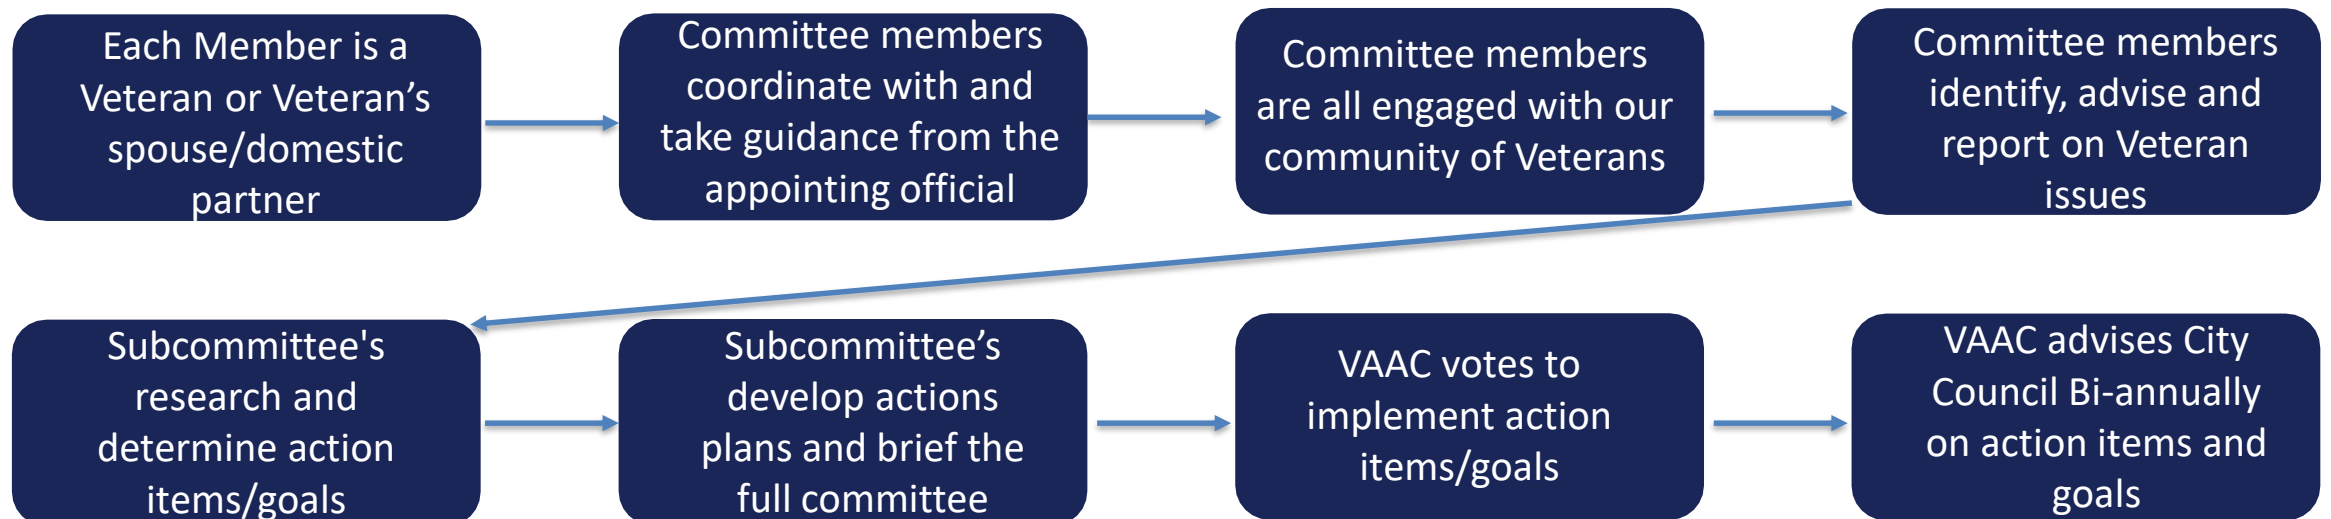 Each Member is a
Veteran or Veteran’s
spouse/domestic
partner
Committee members
coordinate with and
take guidance from the
appointing official
Committee members
are all engaged with our
community of Veterans
Committee members
identify, advise and
report on Veteran
issues
Subcommittee's
research and
determine action
items/goals
Subcommittee’s
develop actions
plans and brief the
full committee
VAAC votes to
implement action
items/goals
VAAC advises City
Council Bi-annually
on action items and
goals